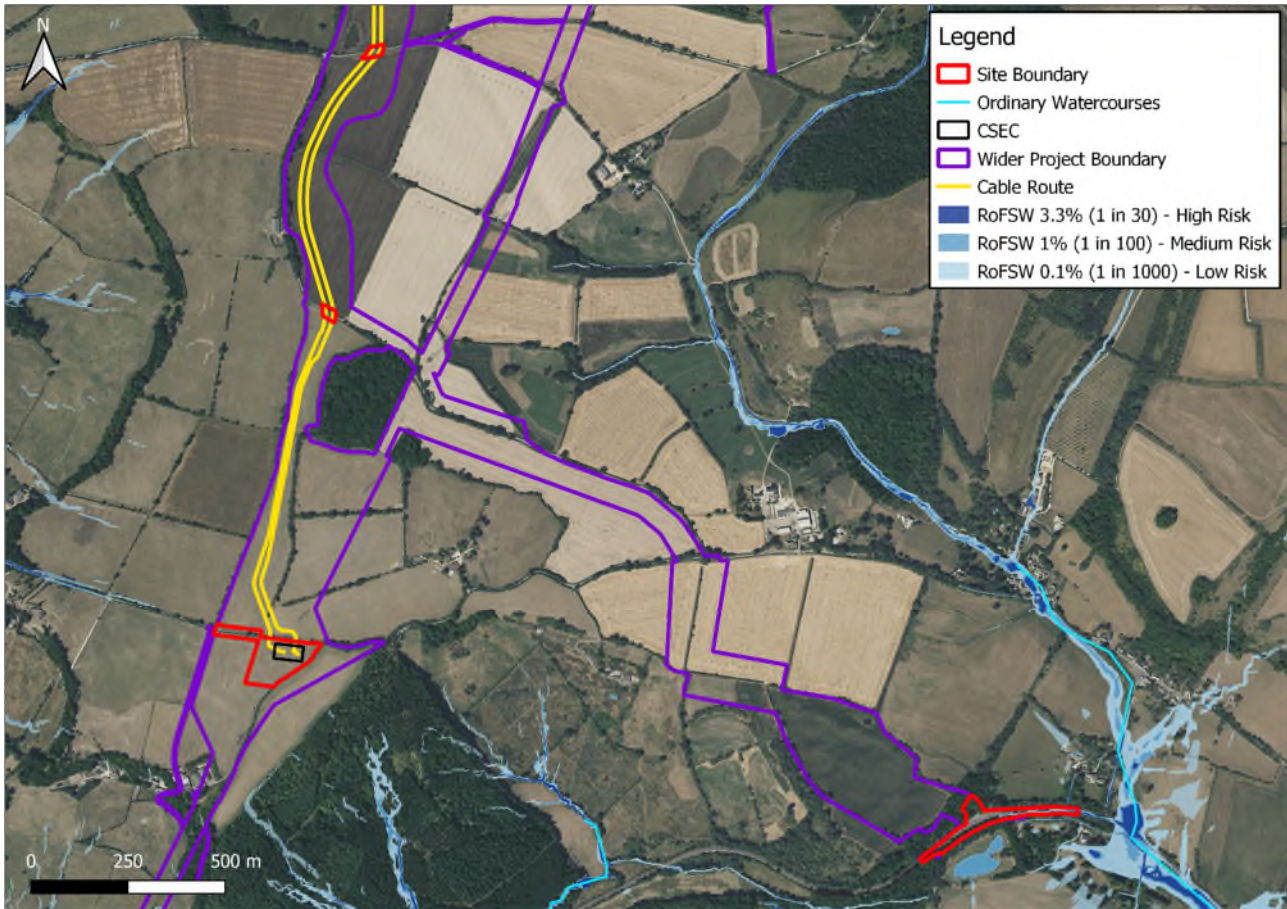 N
Legend
Site Boundary
Ordinary Watercourses
CSEC
Wider Project Boundary
Cable Route
RoFSW 3.3% (1 in 30) - High Risk
RoFSW 1% (1 in 100) - Medium Risk
RoFSW 0.1% (1 in 1000) - Low Risk
0 250 500 m